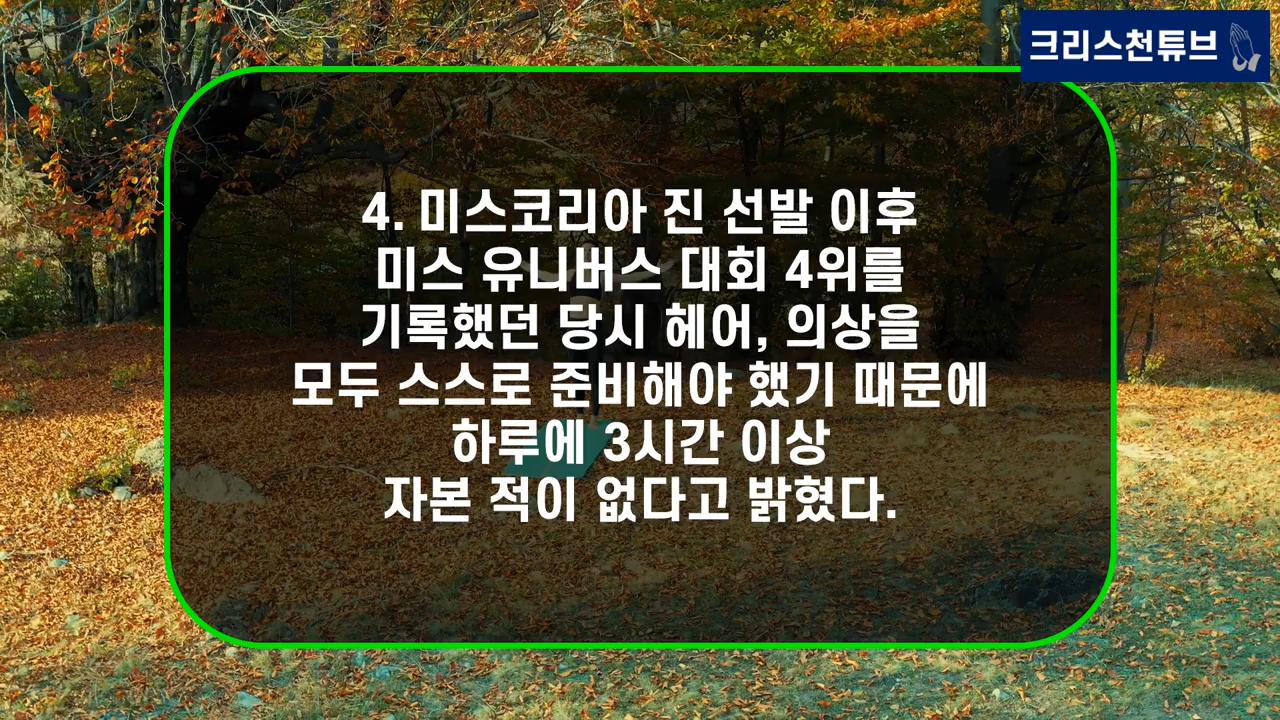 크리스천튜브
4. 미스코리아 진 선발 이후
미스 유니버스 대회 4위를
기록했던 당시 헤어, 의상을
모두 스스로 준비해야 했기 때문에
하루에 3시간 이상
자본 적이 없다고 밝혔다.